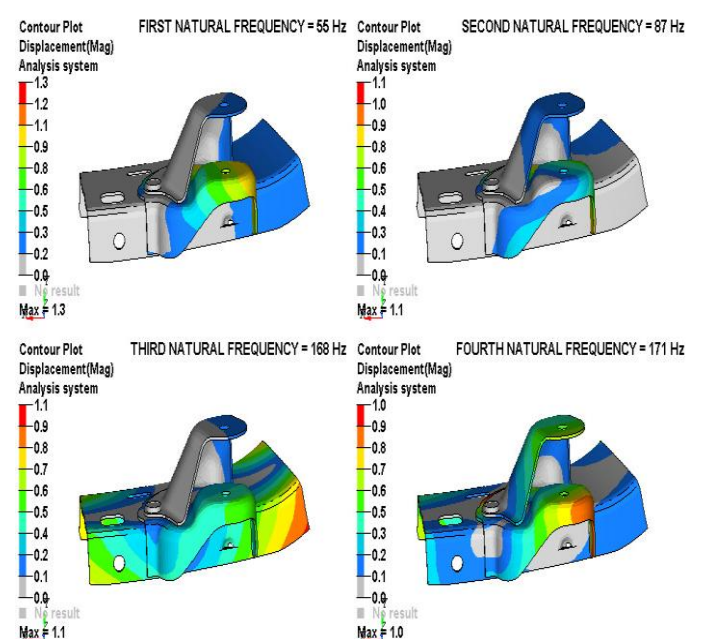 Contour Plot FIRST NATURAL FREQUENCY = 55 Hz
Displacement(Mag)
Analysis system
1.3
1.2
1.1
0.9
0.8
0.6
0.5
0.3
0.2
0.0
No result
Max = 1.3
Contour Plot SECOND NATURAL FREQUENCY = 87 Hz
Displacement(Mag)
Analysis system
1.1
1.0
0.9
0.8
0.6
0.5
0.4
0.3
0.1
0.0
No result
Max = 1.1
Contour Plot THIRD NATURAL FREQUENCY = 168 Hz
Displacement(Mag)
Analysis system
1.1
0.9
0.8
0.7
0.6
0.5
0.4
0.2
0.1
0.0
No result
Max = 1.1
Contour Plot FOURTH NATURAL FREQUENCY = 171 Hz
Displacement(Mag)
Analysis system
1.0
0.9
0.8
0.7
0.6
0.4
0.3
0.2
0.1
0.0
No result
Max = 1.0